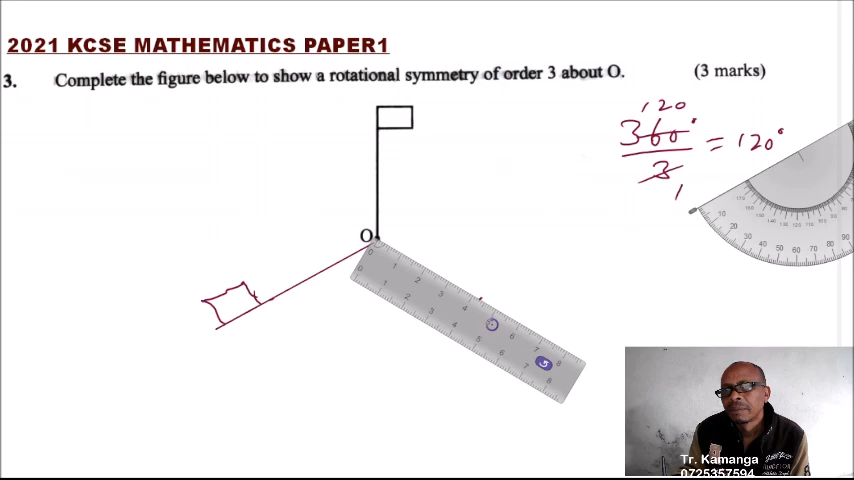 2021 KCSE MATHEMATICS PAPER1
3. Complete the figure below to show a rotational symmetry of order 3 about O. (3 marks)
120
360° = 120°
3
1
O
Tr. Kamanga
0725357594